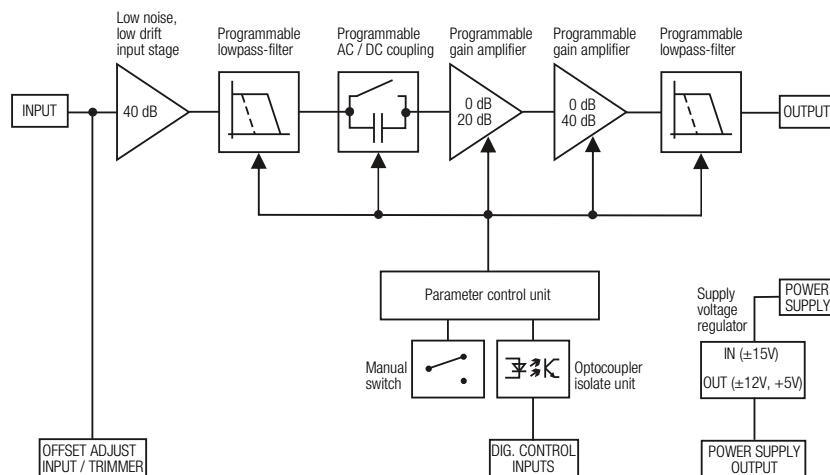 Low noise,
low drift
input stage
Programmable
lowpass-filter
Programmable
AC / DC coupling
Programmable
gain amplifier
Programmable
gain amplifier
Programmable
lowpass-filter
INPUT
40 dB
0 dB
20 dB
0 dB
40 dB
OUTPUT
Parameter control unit
Manual
switch
Optocoupler
isolate unit
Supply
voltage
regulator
POWER
SUPPLY
IN (±15V)
OUT (±12V, +5V)
OFFSET ADJUST
INPUT / TRIMMER
DIG. CONTROL
INPUTS
POWER SUPPLY
OUTPUT